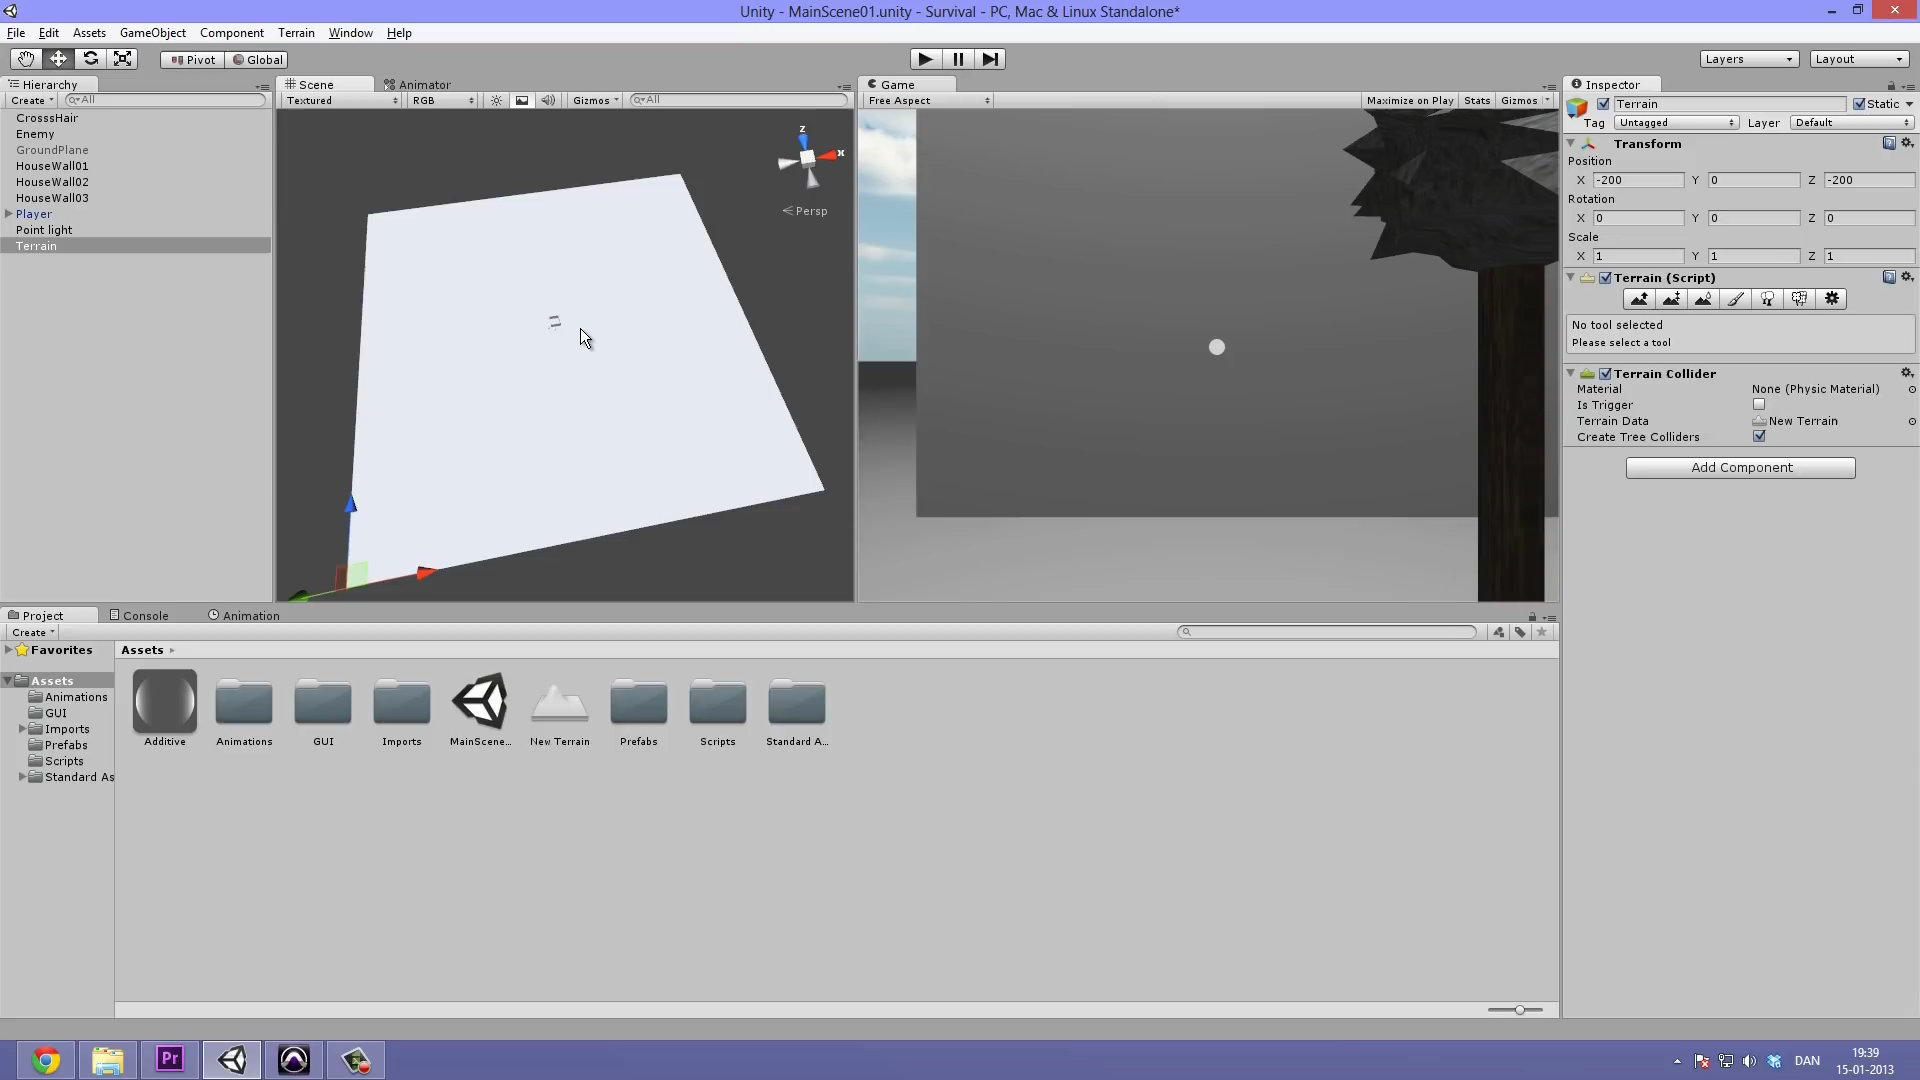 Unity - MainScene01.unity - Survival - PC, Mac & Linux Standalone*
File Edit Assets GameObject Component Terrain Window Help
Pivot Global Layers Layout
Hierarchy
Create All
CrosssHair
Enemy
GroundPlane
HouseWall01
HouseWall02
HouseWall03
Player
Point light
Terrain
Scene Animator
Textured RGB Gizmos All
z
x
Persp
Game
Free Aspect Maximize on Play Stats Gizmos
Inspector
Terrain Static
Tag Untagged Layer Default
Transform
Position
X -200 Y 0 Z -200
Rotation
X 0 Y 0 Z 0
Scale
X 1 Y 1 Z 1
Terrain (Script)
No tool selected
Please select a tool
Terrain Collider
Material None (Physic Material)
Is Trigger
Terrain Data New Terrain
Create Tree Colliders
Add Component
Project Console Animation
Create
Favorites
Assets
Animations
GUI
Imports
Prefabs
Scripts
Standard As
Assets
Additive Animations GUI Imports MainScene... New Terrain Prefabs Scripts Standard A...
Pr
DAN
19:39
15-01-2013